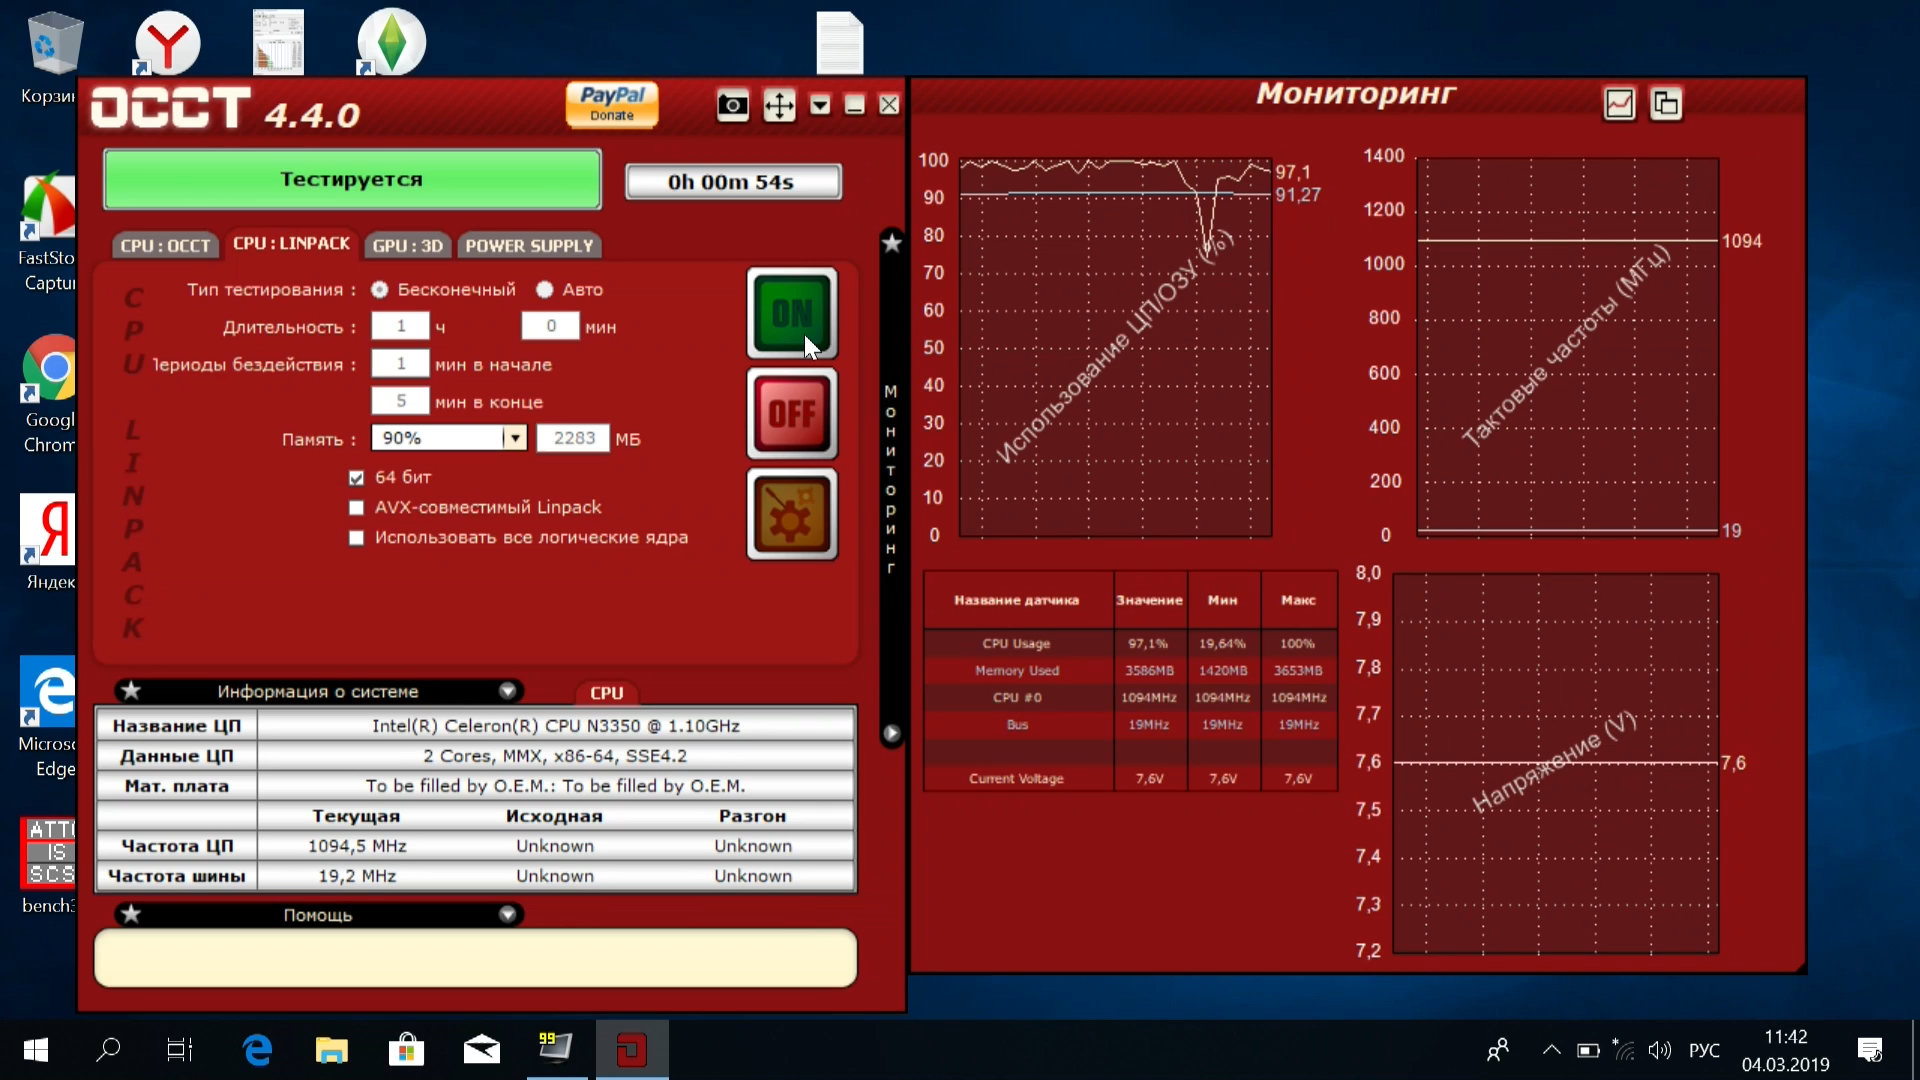 Корзин
OCCT 4.4.0
PayPal
Donate
Тестируется
0h 00m 54s
CPU : OCCT
CPU : LINPACK
GPU : 3D
POWER SUPPLY
CPU LINPACK
Тип тестирования : Бесконечный Авто
Длительность : 1 ч 0 мин
Териоды бездействия : 1 мин в начале
5 мин в конце
Память : 90% 2283 МБ
64 бит
AVX-совместимый Linpack
Использовать все логические ядра
ON
OFF
Мониторинг
Информация о системе
CPU
Название ЦП Intel(R) Celeron(R) CPU N3350 @ 1.10GHz
Данные ЦП 2 Cores, MMX, x86-64, SSE4.2
Мат. плата To be filled by O.E.M.: To be filled by O.E.M.
Текущая Исходная Разгон
Частота ЦП 1094,5 MHz Unknown Unknown
Частота шины 19,2 MHz Unknown Unknown
Помощь
Мониторинг
100
90
80
70
60
50
40
30
20
10
0
97,1
91,27
Использование ЦП/ОЗУ (%)
1400
1200
1000
800
600
400
200
0
1094
19
Тактовые частоты (МГц)
Название датчика Значение Мин Макс
CPU Usage 97,1% 19,64% 100%
Memory Used 3586MB 1420MB 3653MB
CPU #0 1094MHz 1094MHz 1094MHz
Bus 19MHz 19MHz 19MHz
Current Voltage 7,6V 7,6V 7,6V
8,0
7,9
7,8
7,7
7,6
7,5
7,4
7,3
7,2
7,6
Напряжение (V)
FastSto
Captur
Googl
Chrom
Я
Яндек
Microso
Edge
ATTO
IS
SCS
bench3
99
РУС
11:42
04.03.2019